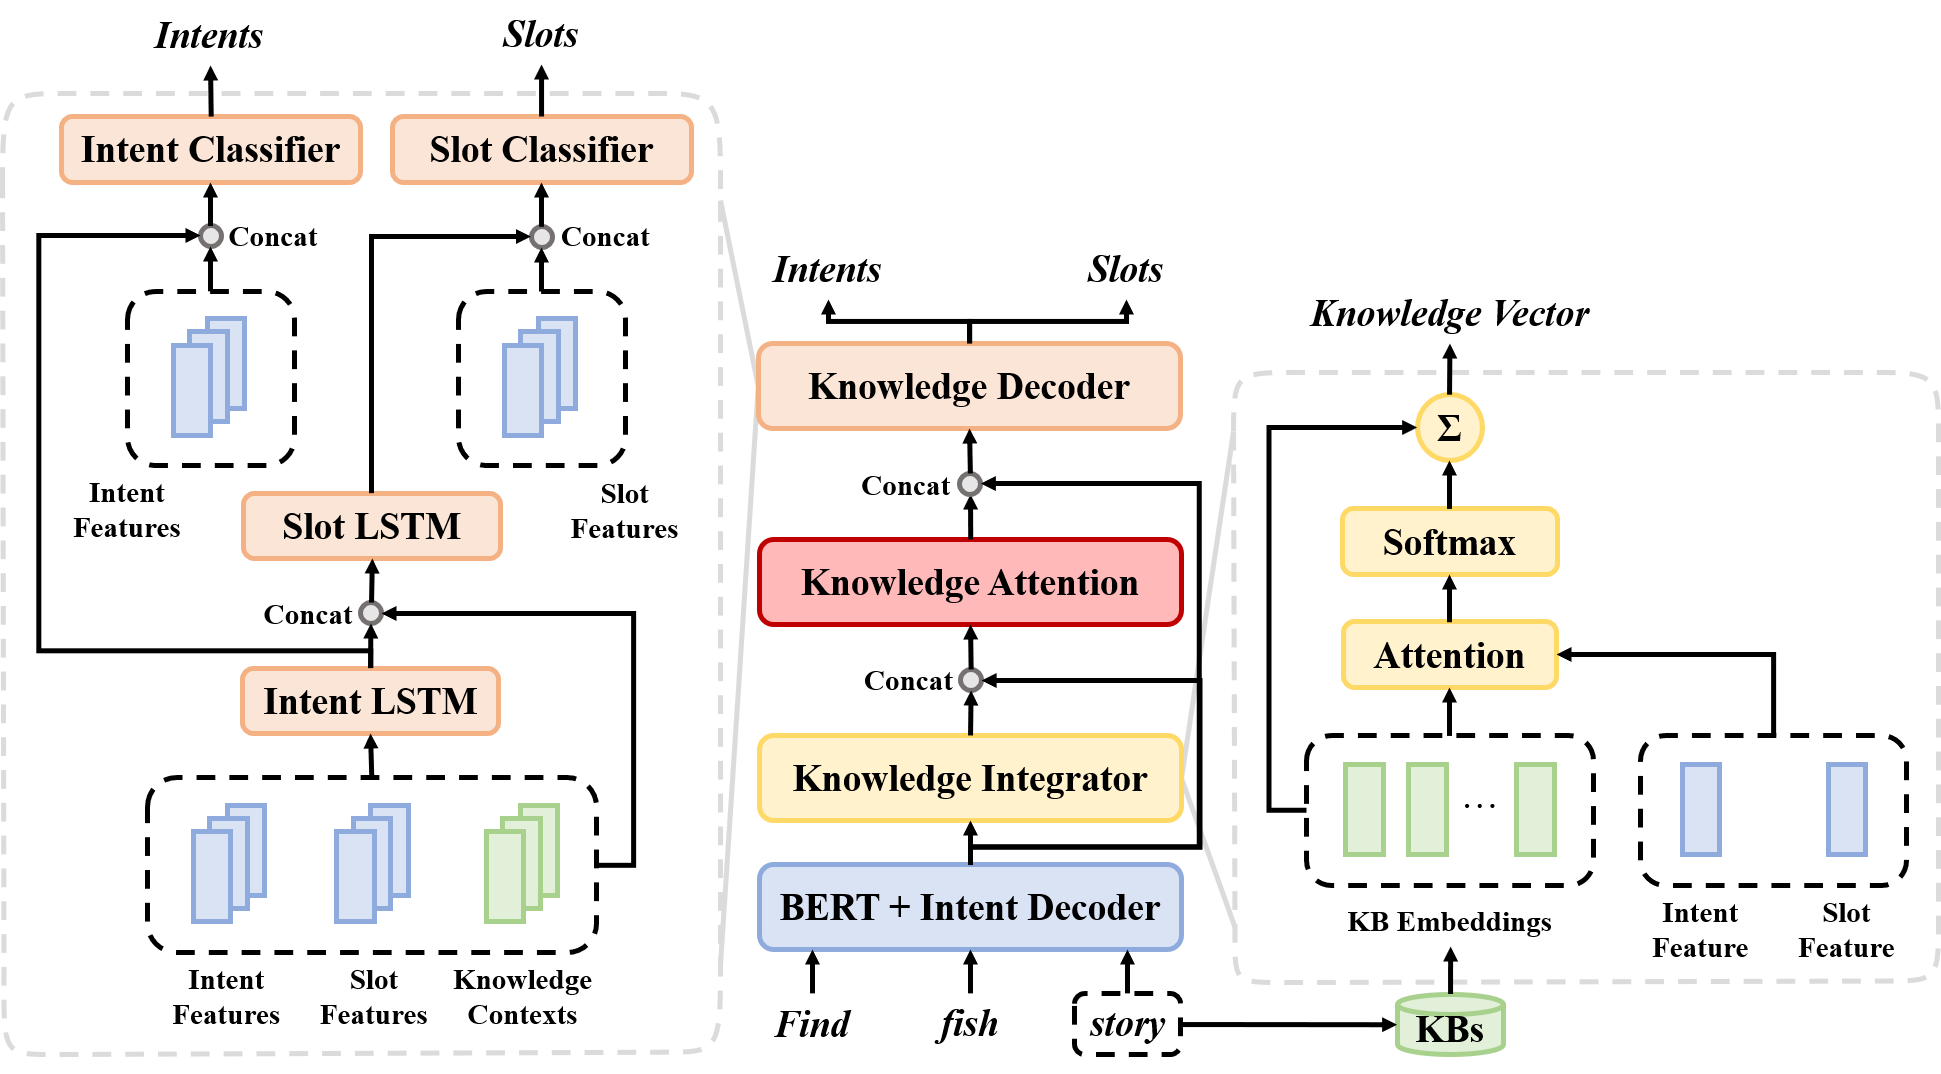 Intents
Slots
Intent Classifier
Slot Classifier
Concat
Concat
Intent
Features
Slot
Features
Slot LSTM
Concat
Intent LSTM
Intent
Features
Slot
Features
Knowledge
Contexts
Intents
Slots
Knowledge Decoder
Concat
Knowledge Attention
Concat
Knowledge Integrator
BERT + Intent Decoder
Find
fish
story
Knowledge Vector
Σ
Softmax
Attention
...
KB Embeddings
Intent
Feature
Slot
Feature
KBs